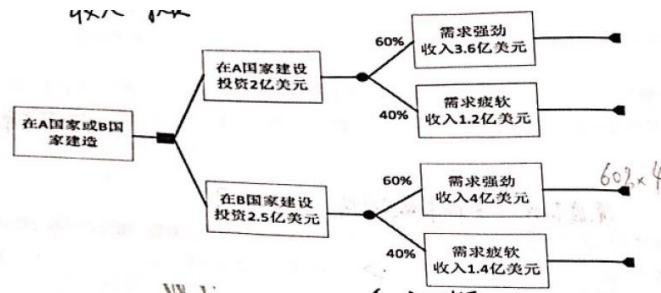 在A国家或B国
家建造
在A国家建设
投资2亿美元
60%
需求强劲
收入3.6亿美元
40%
需求疲软
收入1.2亿美元
在B国家建设
投资2.5亿美元
60%
需求强劲
收入4亿美元
60%×4
40%
需求疲软
收入1.4亿美元